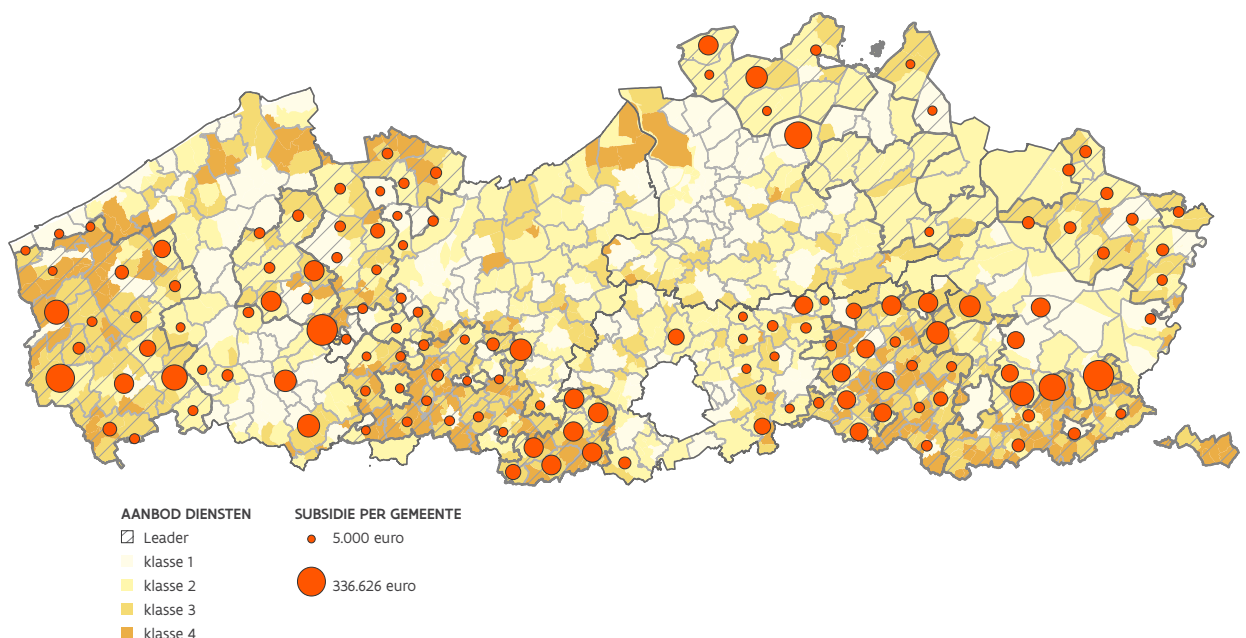 AANBOD DIENSTEN
Leader
klasse 1
klasse 2
klasse 3
klasse 4
SUBSIDIE PER GEMEENTE
5.000 euro
336.626 euro